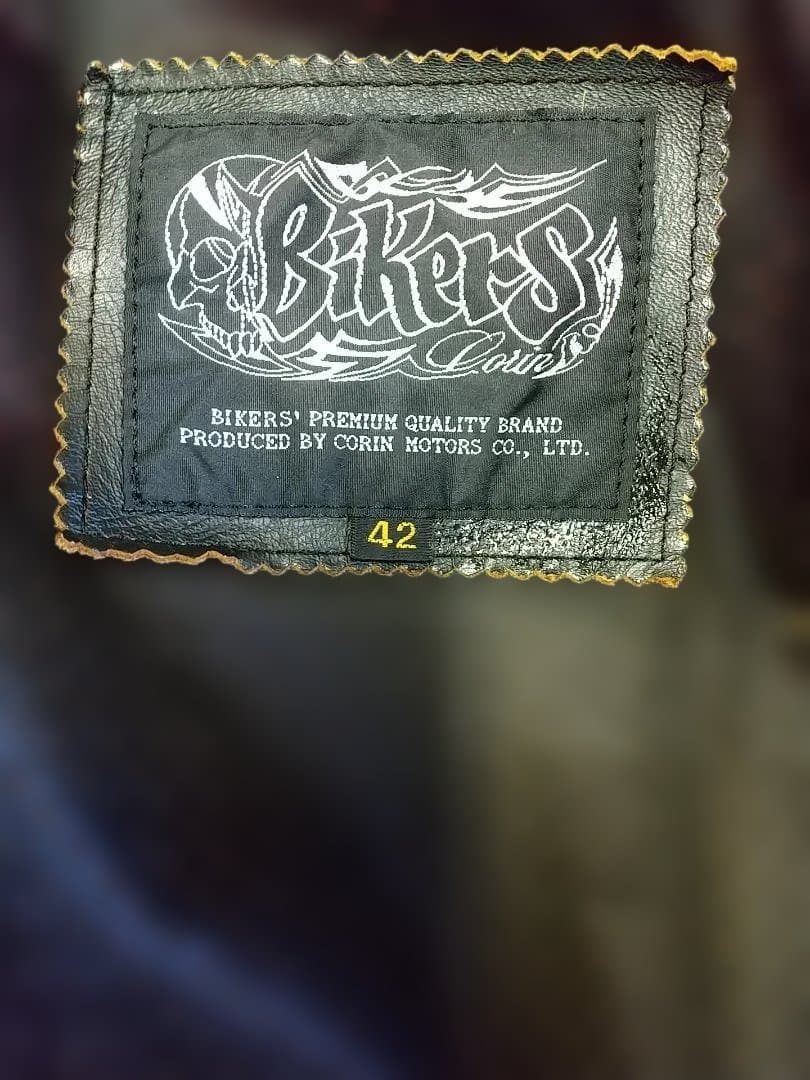 BiKerS
Corin
BIKERS' PREMIUM QUALITY BRAND
PRODUCED BY CORIN MOTORS CO., LTD.
42